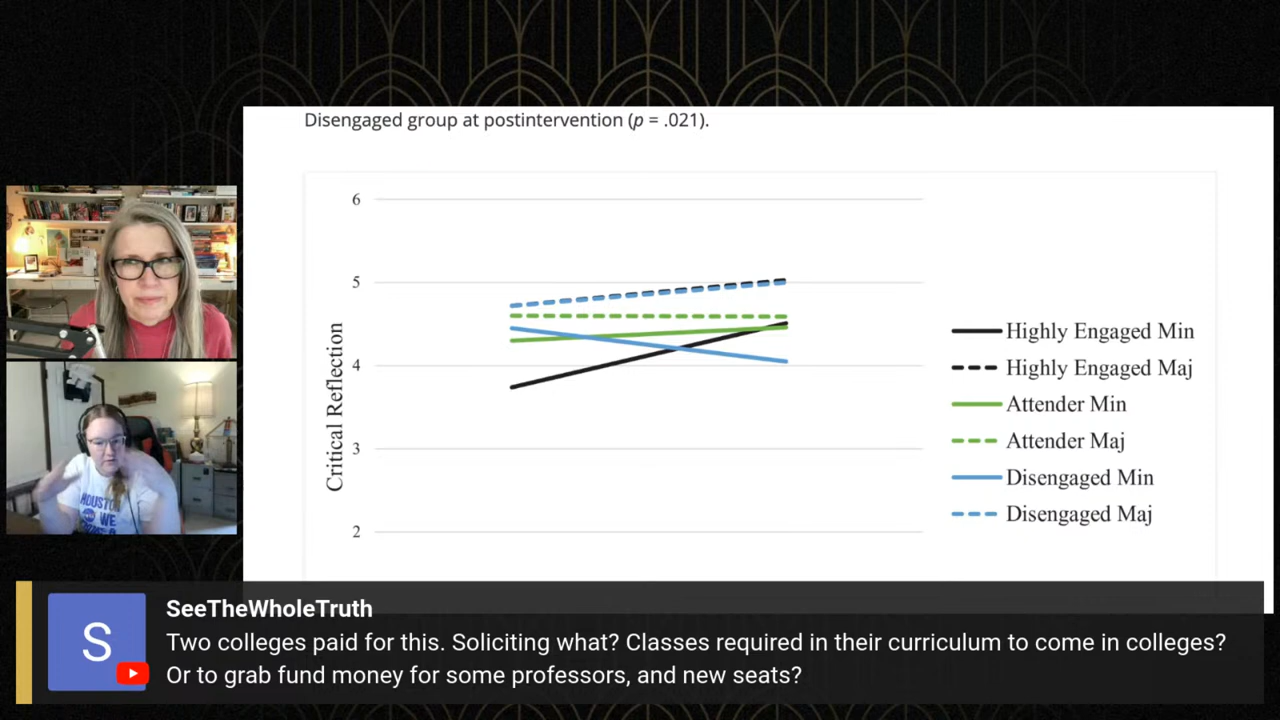 Disengaged group at postintervention (p = .021).
6
5
4
3
2
Critical Reflection
Highly Engaged Min
Highly Engaged Maj
Attender Min
Attender Maj
Disengaged Min
Disengaged Maj
HOUSTON
WE
S
SeeTheWholeTruth
Two colleges paid for this. Soliciting what? Classes required in their curriculum to come in colleges?
Or to grab fund money for some professors, and new seats?